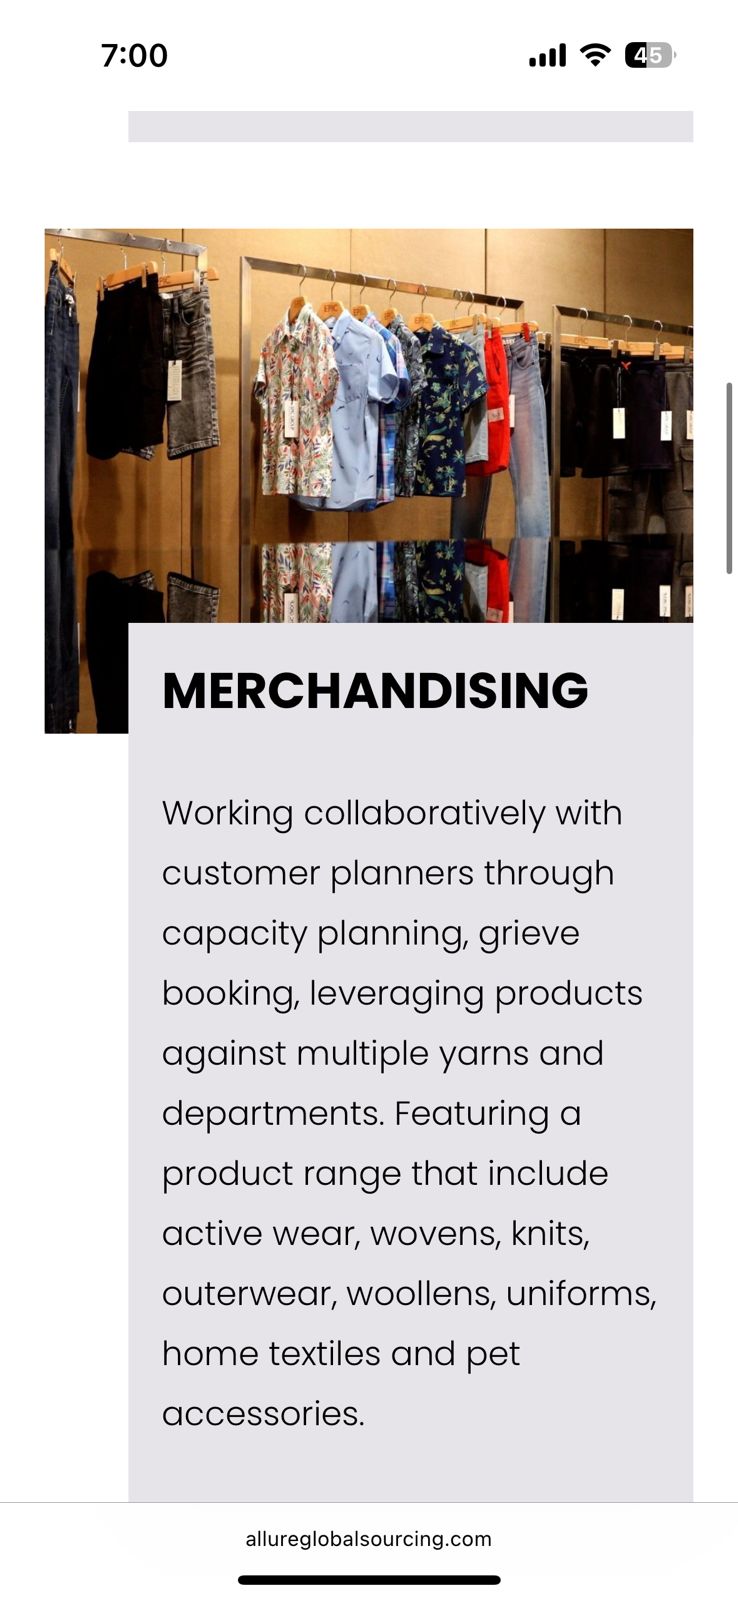 7:00
45
EPIC
MERCHANDISING
Working collaboratively with
customer planners through
capacity planning, grieve
booking, leveraging products
against multiple yarns and
departments. Featuring a
product range that include
active wear, wovens, knits,
outerwear, woollens, uniforms,
home textiles and pet
accessories.
allureglobalsourcing.com